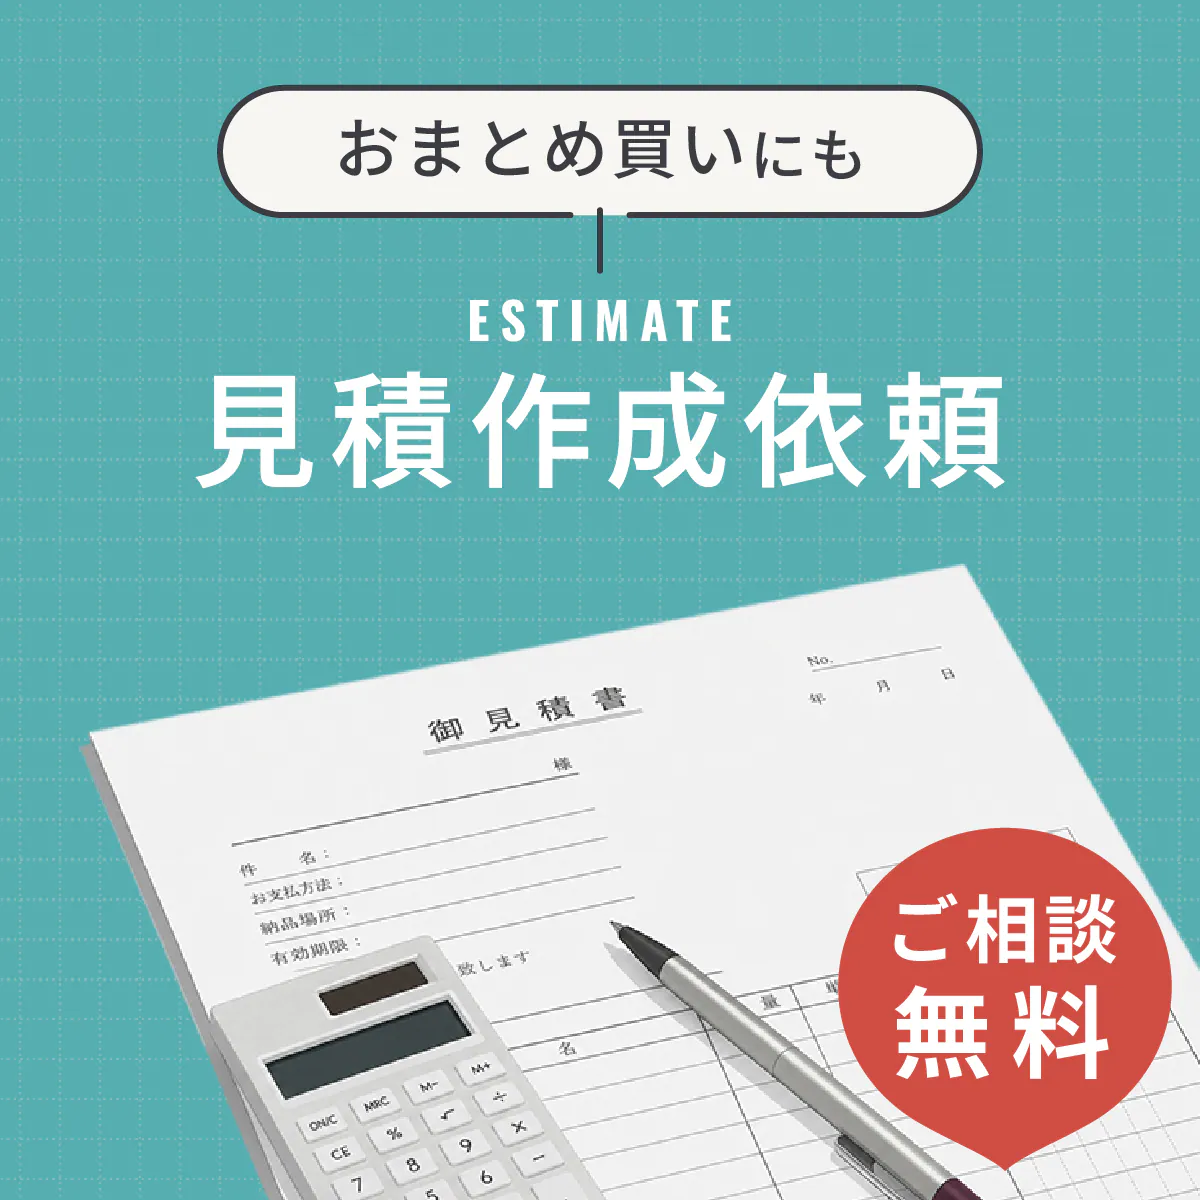 おまとめ買いにも
ESTIMATE
見積作成依頼
No.
年 月 日
御見積書
様
件 名：
お支払方法：
納品場所：
有効期限：
致します
量 単
名
ご相談
無料
ON/C MRC M− M+
CE % √ ÷
7 8 9 ×
5 6 −